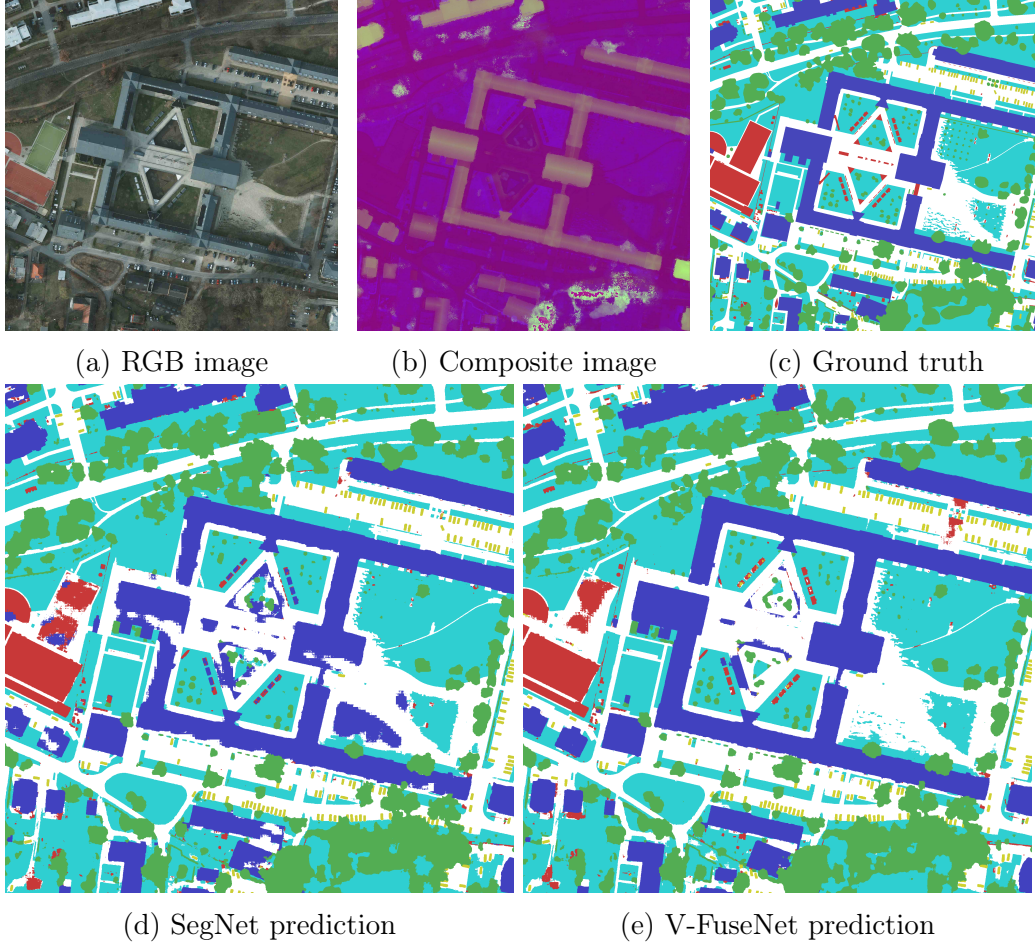 (a) RGB image
(b) Composite image
(c) Ground truth
(d) SegNet prediction
(e) V-FuseNet prediction